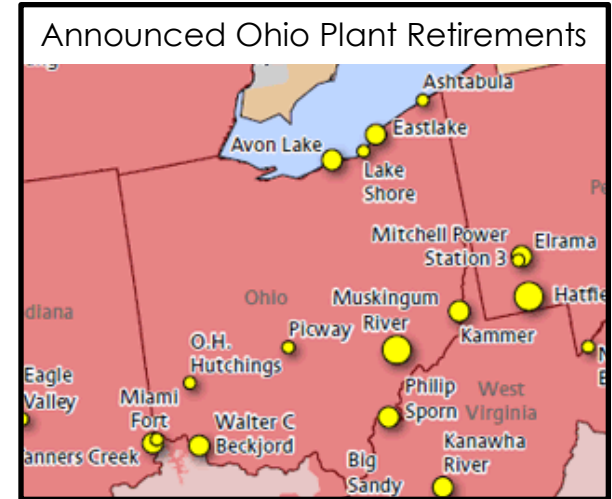 Announced Ohio Plant Retirements
Ashtabula
Eastlake
Avon Lake
Lake
Shore
Mitchell Power
Station 3
Elrama
Hatfie
diana
Ohio
Muskingum
River
Kammer
Picway
O.H.
Hutchings
Eagle
Valley
Miami
Fort
Philip
Sporn
West
Virginia
Walter C
Beckjord
anners Creek
Kanawha
River
Big
Sandy